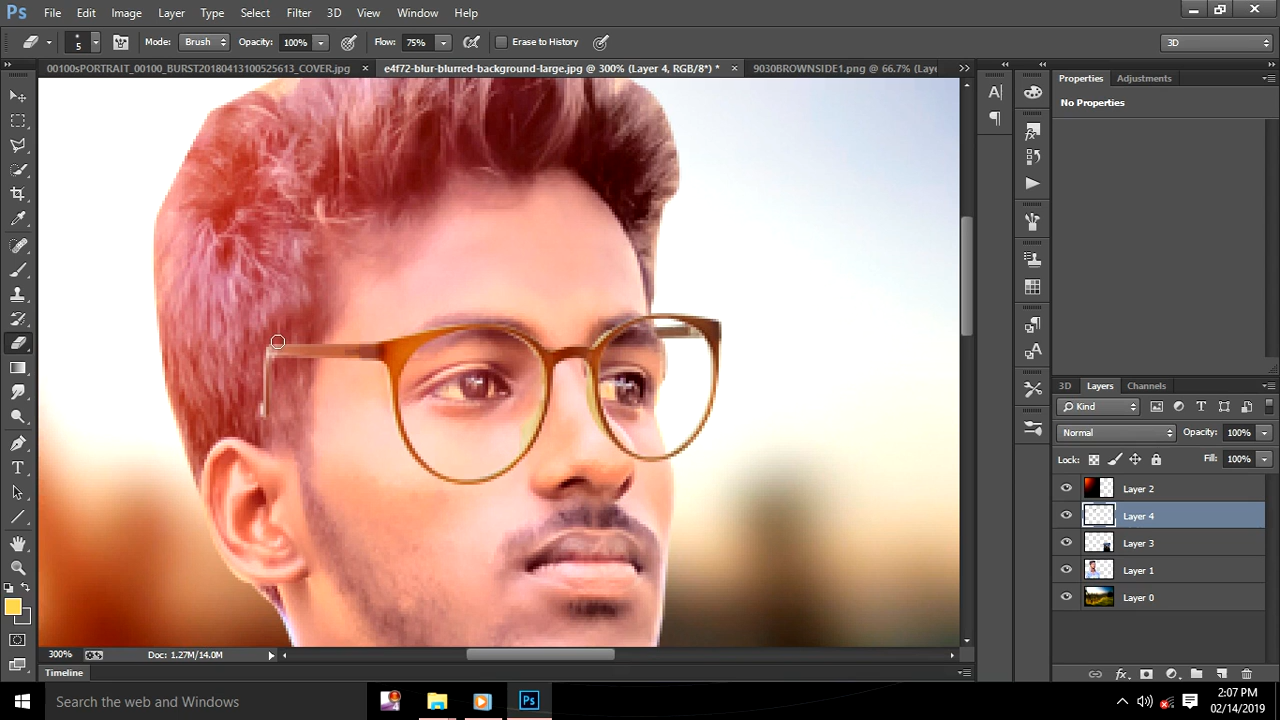 Ps File Edit Image Layer Type Select Filter 3D View Window Help
5 Mode: Brush Opacity: 100% Flow: 75% Erase to History 3D
00100sPORTRAIT_00100_BURST20180413100525613_COVER.jpg × e4f72-blur-blurred-background-large.jpg @ 300% (Layer 4, RGB/8*) * × 9030BROWNSIDE1.png @ 66.7% (Laye
Properties Adjustments
No Properties
3D Layers Channels
Kind
Normal Opacity: 100%
Lock: Fill: 100%
Layer 2
Layer 4
Layer 3
Layer 1
Layer 0
300% Doc: 1.27M/14.0M
Timeline
Search the web and Windows
Ps
2:07 PM
02/14/2019